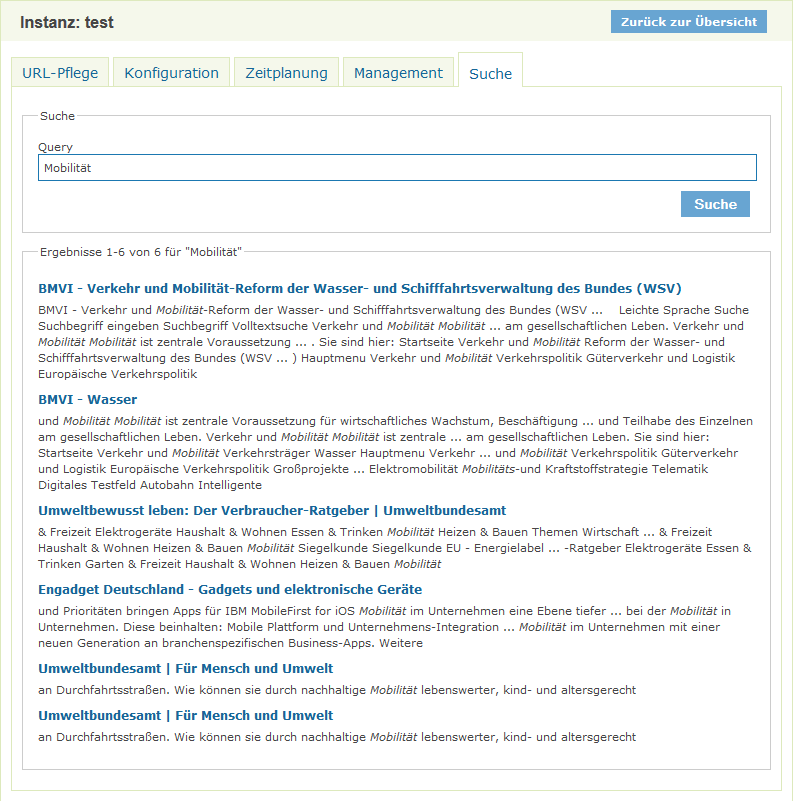 Instanz: test
Zurück zur Übersicht
URL-Pflege
Konfiguration
Zeitplanung
Management
Suche
Suche
Query
Mobilität
Suche
Ergebnisse 1-6 von 6 für "Mobilität"
BMVI - Verkehr und Mobilität-Reform der Wasser- und Schifffahrtsverwaltung des Bundes (WSV)
BMVI - Verkehr und Mobilität-Reform der Wasser- und Schifffahrtsverwaltung des Bundes (WSV ... Leichte Sprache Suche
Suchbegriff eingeben Suchbegriff Volltextsuche Verkehr und Mobilität Mobilität ... am gesellschaftlichen Leben. Verkehr und
Mobilität Mobilität ist zentrale Voraussetzung ... . Sie sind hier: Startseite Verkehr und Mobilität Reform der Wasser- und
Schifffahrtsverwaltung des Bundes (WSV ... ) Hauptmenu Verkehr und Mobilität Verkehrspolitik Güterverkehr und Logistik
Europäische Verkehrspolitik
BMVI - Wasser
und Mobilität Mobilität ist zentrale Voraussetzung für wirtschaftliches Wachstum, Beschäftigung ... und Teilhabe des Einzelnen
am gesellschaftlichen Leben. Verkehr und Mobilität Mobilität ist zentrale ... am gesellschaftlichen Leben. Sie sind hier:
Startseite Verkehr und Mobilität Verkehrsträger Wasser Hauptmenu Verkehr ... und Mobilität Verkehrspolitik Güterverkehr
und Logistik Europäische Verkehrspolitik Großprojekte ... Elektromobilität Mobilitäts-und Kraftstoffstrategie Telematik
Digitales Testfeld Autobahn Intelligente
Umweltbewusst leben: Der Verbraucher-Ratgeber | Umweltbundesamt
& Freizeit Elektrogeräte Haushalt & Wohnen Essen & Trinken Mobilität Heizen & Bauen Themen Wirtschaft ... & Freizeit
Haushalt & Wohnen Heizen & Bauen Mobilität Siegelkunde Siegelkunde EU - Energielabel ... -Ratgeber Elektrogeräte Essen &
Trinken Garten & Freizeit Haushalt & Wohnen Heizen & Bauen Mobilität
Engadget Deutschland - Gadgets und elektronische Geräte
und Prioritäten bringen Apps für IBM MobileFirst for iOS Mobilität im Unternehmen eine Ebene tiefer ... bei der Mobilität in
Unternehmen. Diese beinhalten: Mobile Plattform und Unternehmens-Integration ... Mobilität im Unternehmen mit einer
neuen Generation an branchenspezifischen Business-Apps. Weitere
Umweltbundesamt | Für Mensch und Umwelt
an Durchfahrtsstraßen. Wie können sie durch nachhaltige Mobilität lebenswerter, kind- und altersgerecht
Umweltbundesamt | Für Mensch und Umwelt
an Durchfahrtsstraßen. Wie können sie durch nachhaltige Mobilität lebenswerter, kind- und altersgerecht